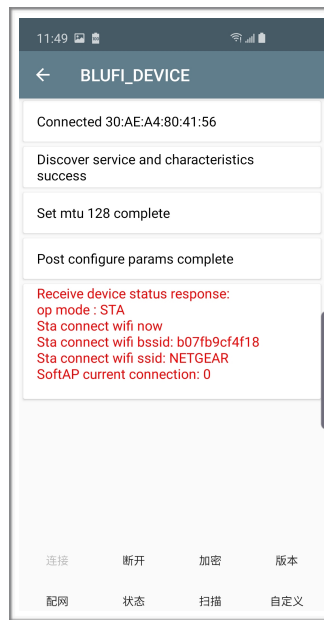 11:49
BLUFI_DEVICE
Connected 30:AE:A4:80:41:56
Discover service and characteristics
success
Set mtu 128 complete
Post configure params complete
Receive device status response:
op mode : STA
Sta connect wifi now
Sta connect wifi bssid: b07fb9cf4f18
Sta connect wifi ssid: NETGEAR
SoftAP current connection: 0
连接 断开 加密 版本
配网 状态 扫描 自定义